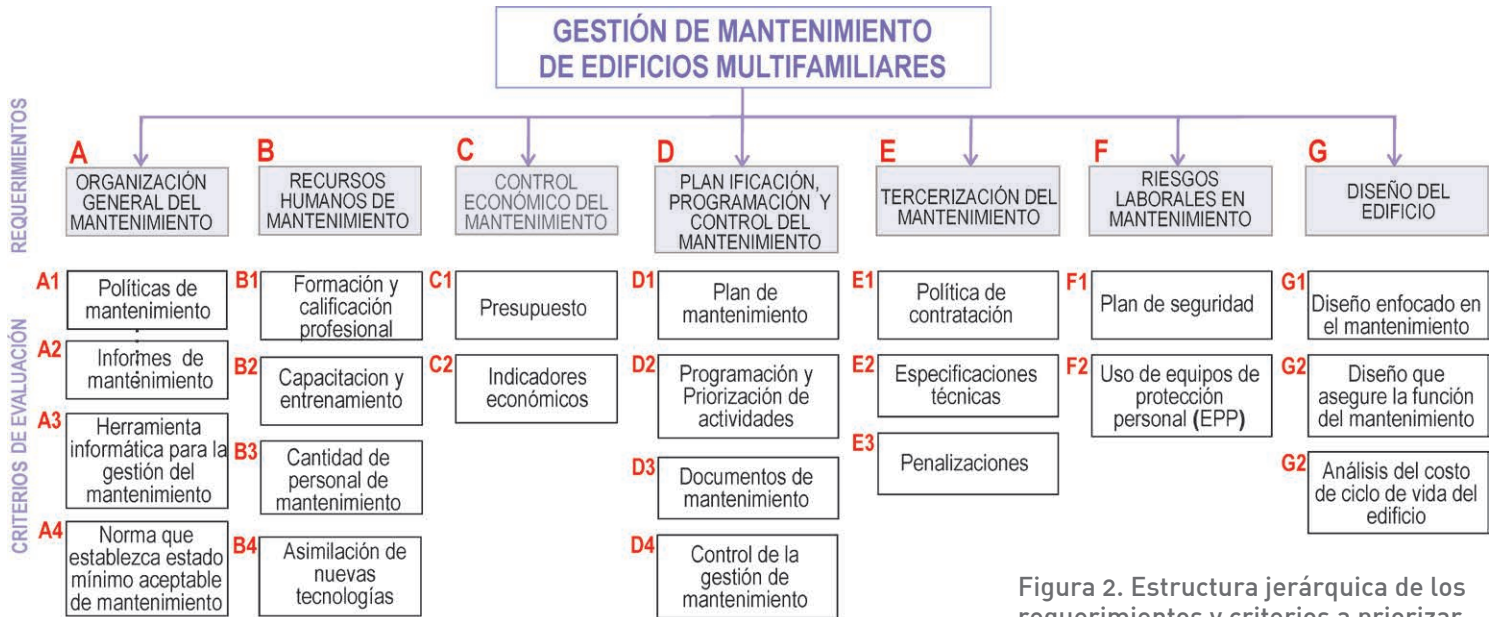 GESTIÓN DE MANTENIMIENTO
DE EDIFICIOS MULTIFAMILIARES
REQUERIMIENTOS
A
ORGANIZACIÓN
GENERAL DEL
MANTENIMIENTO
B
RECURSOS
HUMANOS DE
MANTENIMIENTO
C
CONTROL
ECONÓMICO DEL
MANTENIMIENTO
D
PLAN IFICACIÓN,
PROGRAMACIÓN Y
CONTROL DEL
MANTENIMIENTO
E
TERCERIZACIÓN DEL
MANTENIMIENTO
F
RIESGOS
LABORALES EN
MANTENIMIENTO
G
DISEÑO DEL
EDIFICIO
CRITERIOS DE EVALUACIÓN
A1
Políticas de
mantenimiento
A2
Informes de
mantenimiento
A3
Herramienta
informática para la
gestión del
mantenimiento
A4
Norma que
establezca estado
mínimo aceptable
de mantenimiento
B1
Formación y
calificación
profesional
B2
Capacitacion y
entrenamiento
B3
Cantidad de
personal de
mantenimiento
B4
Asimilación de
nuevas
tecnologías
C1
Presupuesto
C2
Indicadores
económicos
D1
Plan de
mantenimiento
D2
Programación y
Priorización de
actividades
D3
Documentos de
mantenimiento
D4
Control de la
gestión de
mantenimiento
E1
Política de
contratación
E2
Especificaciones
técnicas
E3
Penalizaciones
F1
Plan de seguridad
F2
Uso de equipos de
protección
personal (EPP)
G1
Diseño enfocado en
el mantenimiento
G2
Diseño que
asegure la función
del mantenimiento
G2
Análisis del costo
de ciclo de vida del
edificio
Figura 2. Estructura jerárquica de los
requerimientos y criterios a priorizar